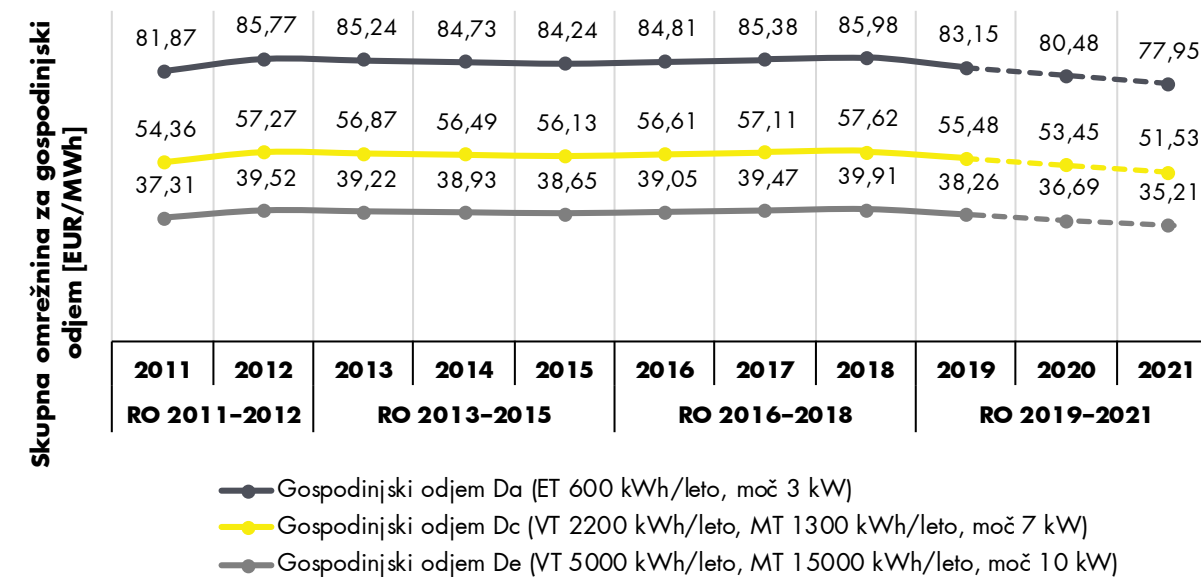 Skupna omrežnina za gospodinjski
odjem [EUR/MWh]
81,87 85,77 85,24 84,73 84,24 84,81 85,38 85,98 83,15 80,48 77,95
54,36 57,27 56,87 56,49 56,13 56,61 57,11 57,62 55,48 53,45 51,53
37,31 39,52 39,22 38,93 38,65 39,05 39,47 39,91 38,26 36,69 35,21
2011 2012 2013 2014 2015 2016 2017 2018 2019 2020 2021
RO 2011–2012 RO 2013–2015 RO 2016–2018 RO 2019–2021
Gospodinjski odjem Da (ET 600 kWh/leto, moč 3 kW)
Gospodinjski odjem Dc (VT 2200 kWh/leto, MT 1300 kWh/leto, moč 7 kW)
Gospodinjski odjem De (VT 5000 kWh/leto, MT 15000 kWh/leto, moč 10 kW)